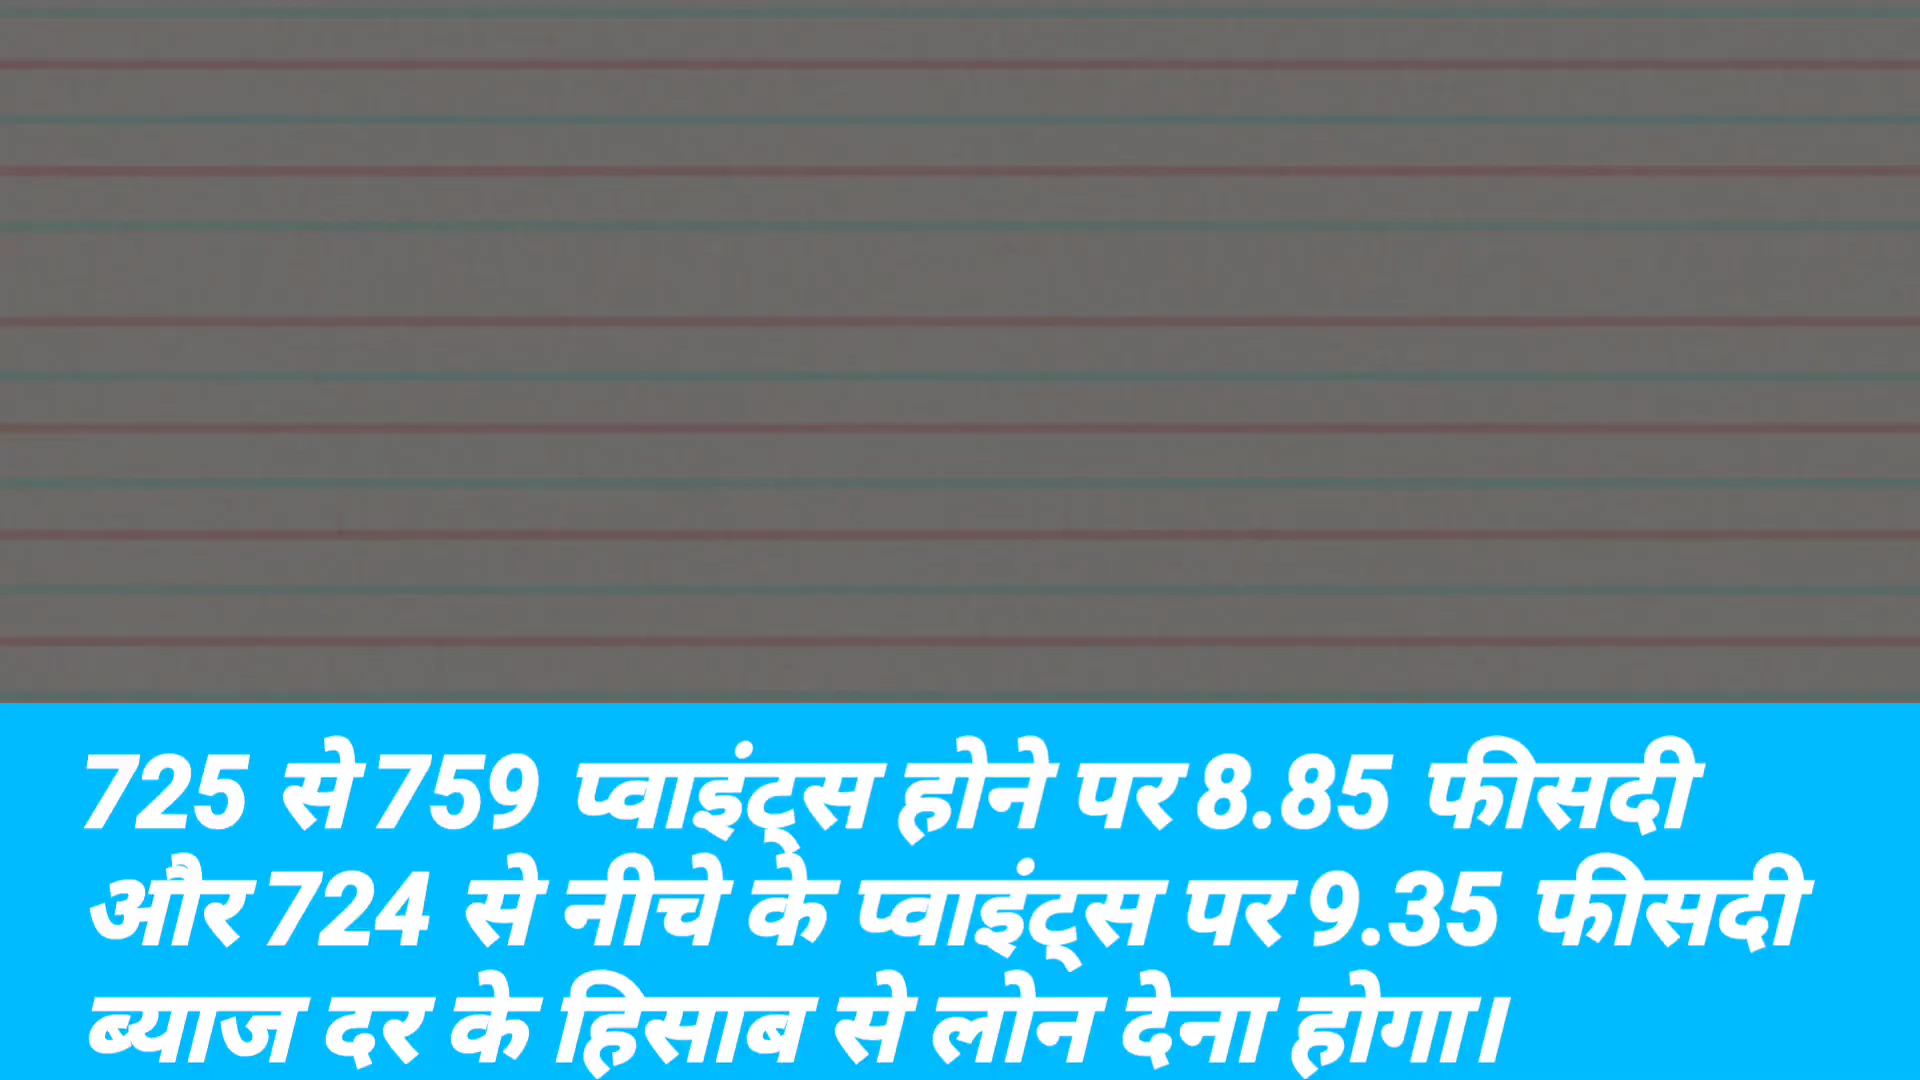 725 से 759 प्वाइंट्स होने पर 8.85 फीसदी
और 724 से नीचे के प्वाइंट्स पर 9.35 फीसदी
ब्याज दर के हिसाब से लोन देना होगा।